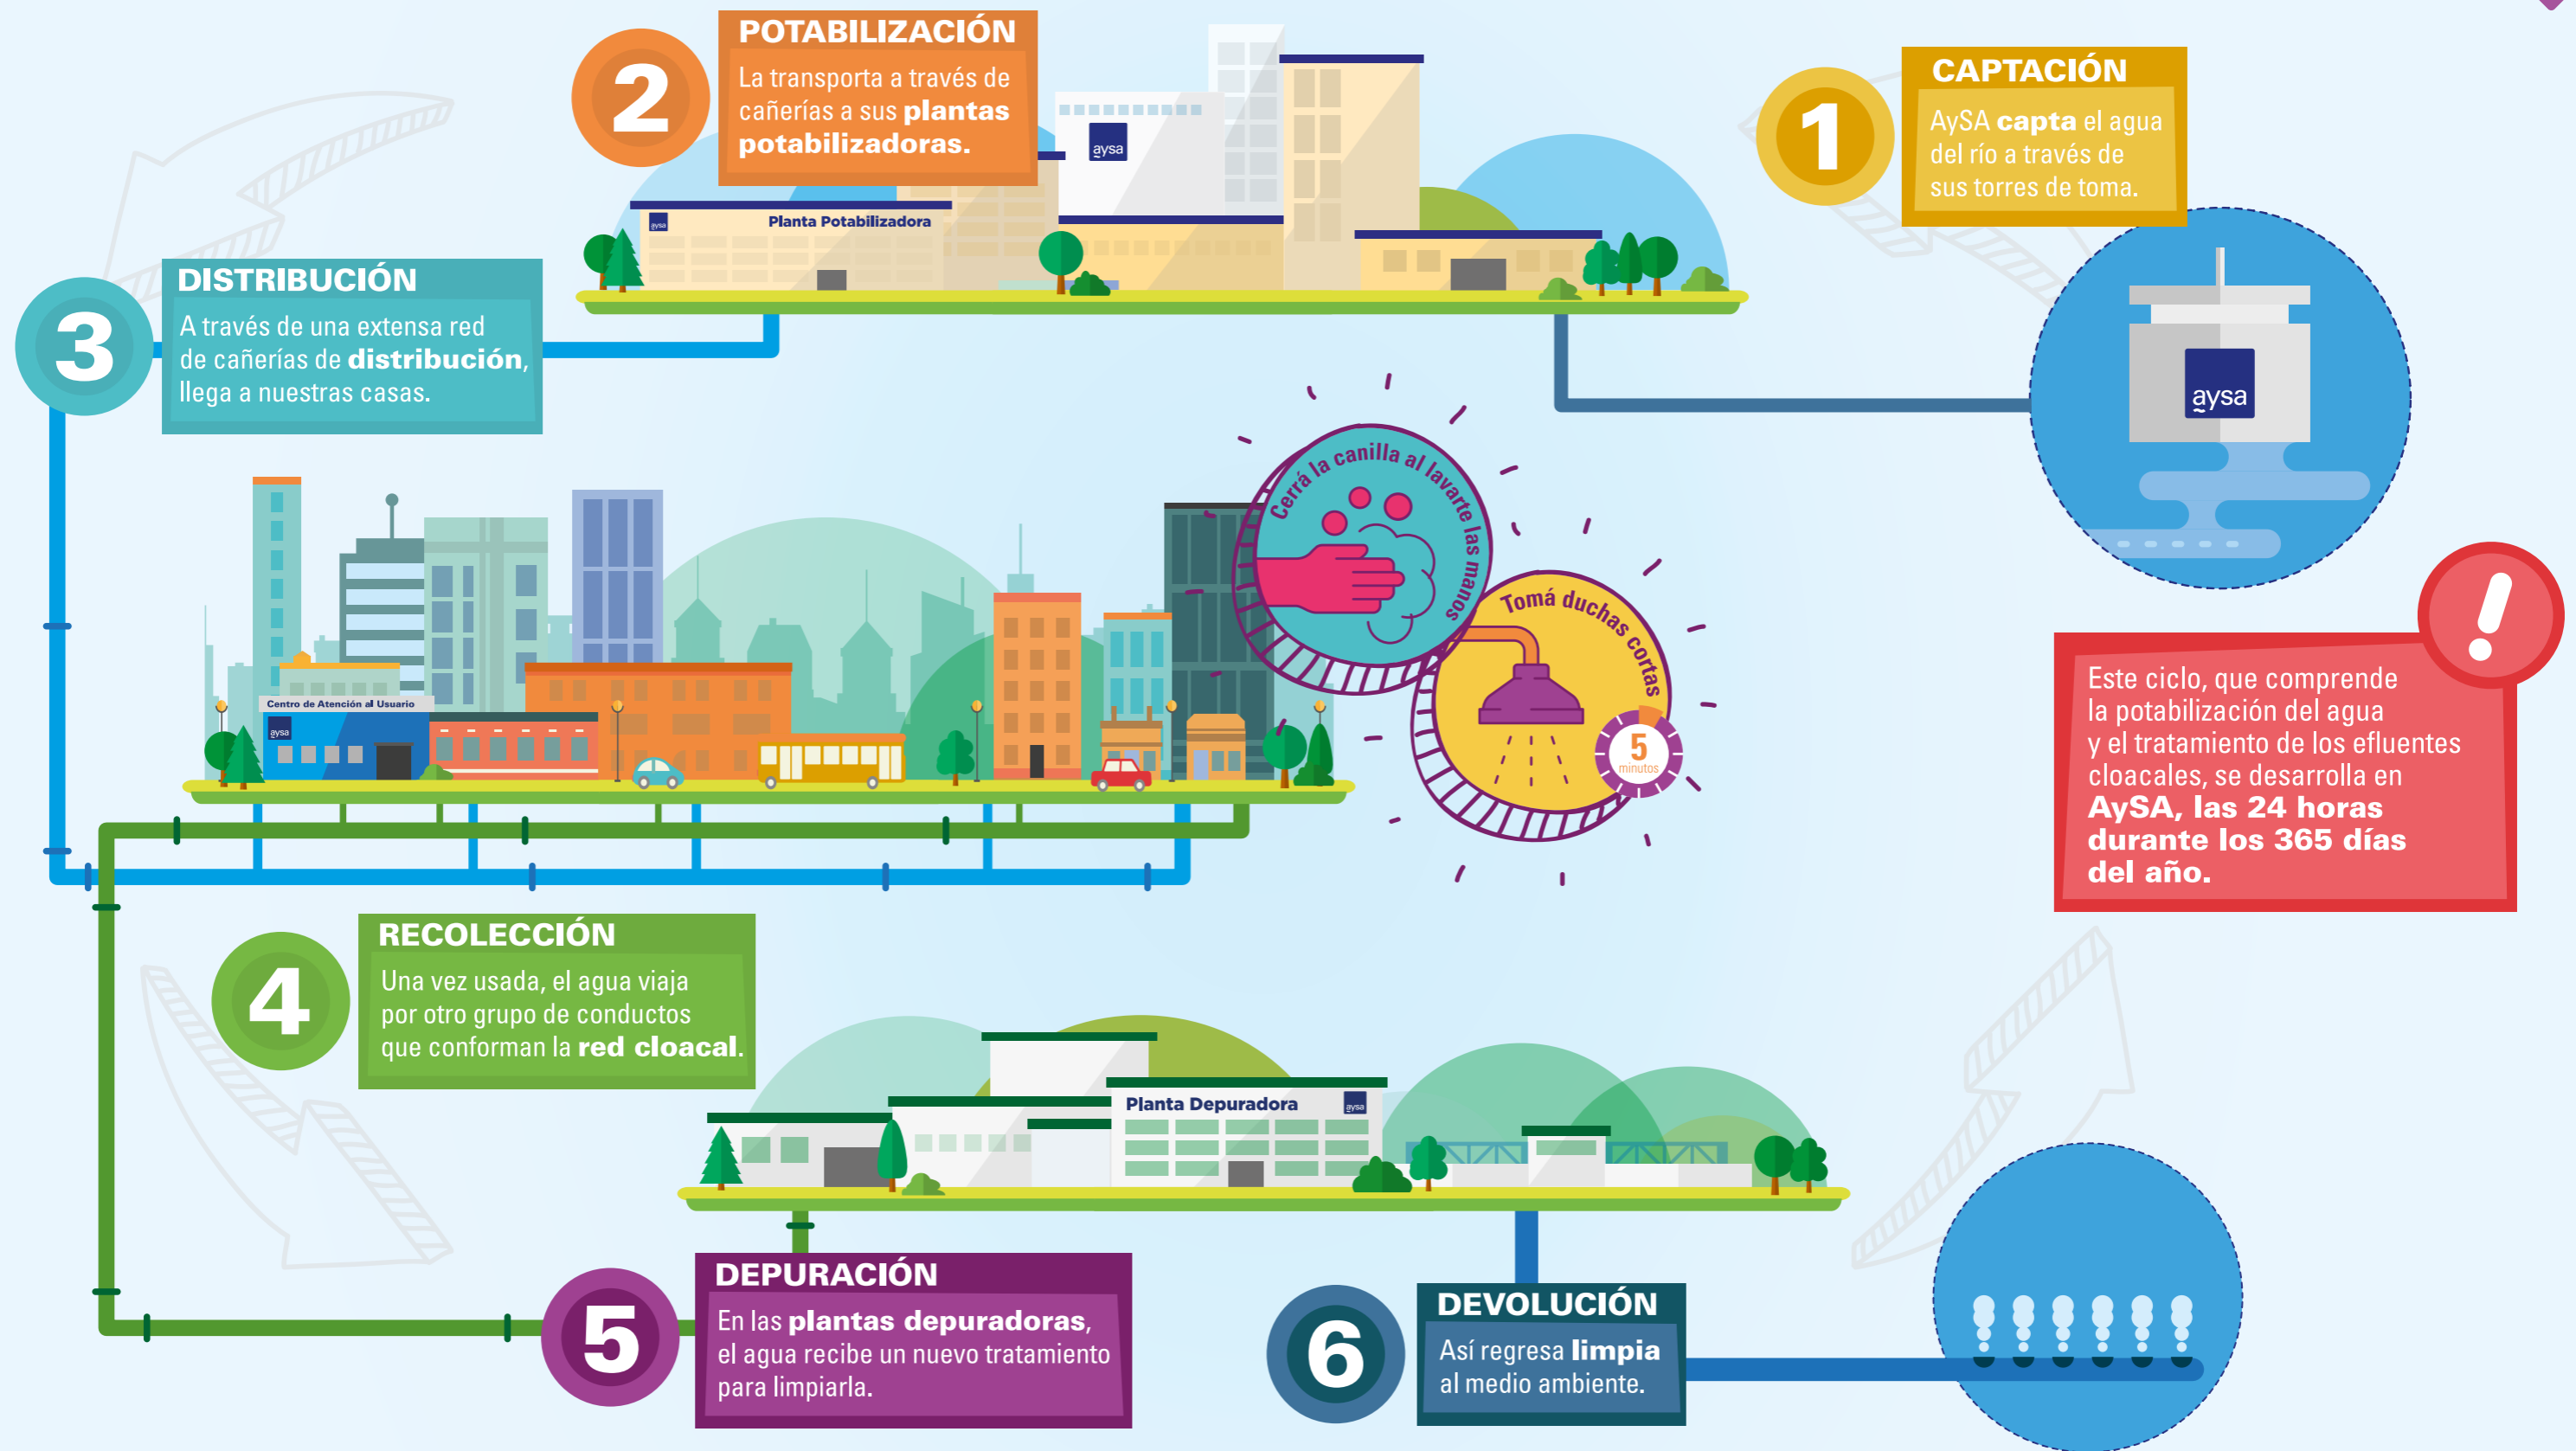 1
CAPTACIÓN
AySA capta el agua
del río a través de
sus torres de toma.
aysa
2
POTABILIZACIÓN
La transporta a través de
cañerías a sus plantas
potabilizadoras.
aysa
aysa
Planta Potabilizadora
3
DISTRIBUCIÓN
A través de una extensa red
de cañerías de distribución,
llega a nuestras casas.
Centro de Atención al Usuario
aysa
Cerrá la canilla al lavarte las manos
Tomá duchas cortas
5
minutos
!
Este ciclo, que comprende
la potabilización del agua
y el tratamiento de los efluentes
cloacales, se desarrolla en
AySA, las 24 horas
durante los 365 días
del año.
4
RECOLECCIÓN
Una vez usada, el agua viaja
por otro grupo de conductos
que conforman la red cloacal.
Planta Depuradora
aysa
5
DEPURACIÓN
En las plantas depuradoras,
el agua recibe un nuevo tratamiento
para limpiarla.
6
DEVOLUCIÓN
Así regresa limpia
al medio ambiente.